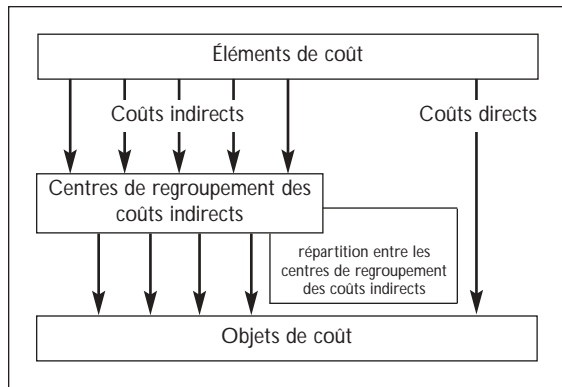 Éléments de coût
Coûts indirects
Coûts directs
Centres de regroupement des
coûts indirects
répartition entre les
centres de regroupement
des coûts indirects
Objets de coût